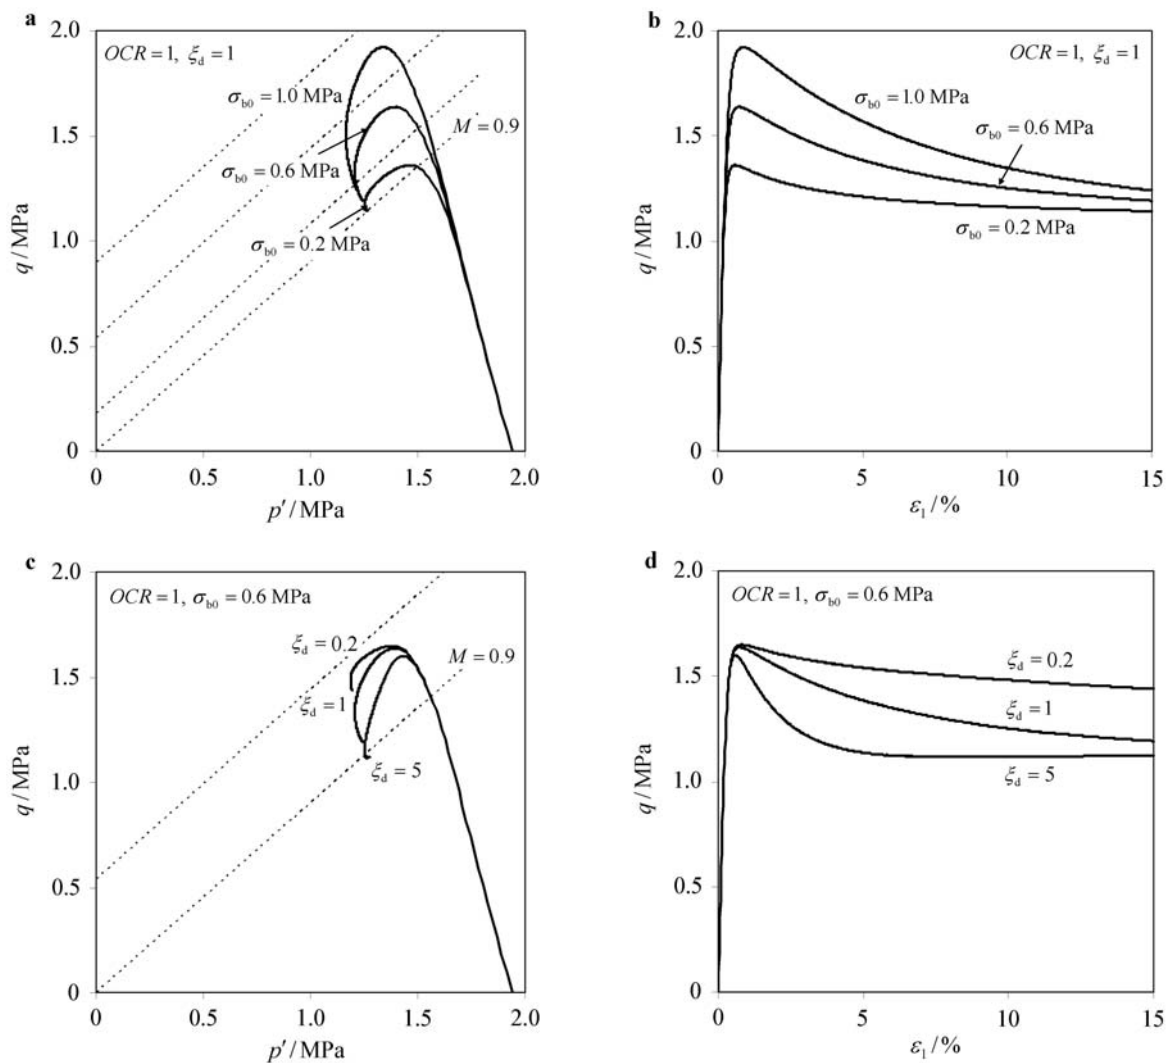 a
OCR = 1, ξd = 1
σb0 = 1.0 MPa
M = 0.9
σb0 = 0.6 MPa
σb0 = 0.2 MPa
2.0
1.5
1.0
0.5
0
q / MPa
0 0.5 1.0 1.5 2.0
p′ / MPa
b
OCR = 1, ξd = 1
σb0 = 1.0 MPa
σb0 = 0.6 MPa
σb0 = 0.2 MPa
2.0
1.5
1.0
0.5
0
q / MPa
0 5 10 15
ε1 / %
c
OCR = 1, σb0 = 0.6 MPa
ξd = 0.2
M = 0.9
ξd = 1
ξd = 5
2.0
1.5
1.0
0.5
0
q / MPa
0 0.5 1.0 1.5 2.0
p′ / MPa
d
OCR = 1, σb0 = 0.6 MPa
ξd = 0.2
ξd = 1
ξd = 5
2.0
1.5
1.0
0.5
0
q / MPa
0 5 10 15
ε1 / %